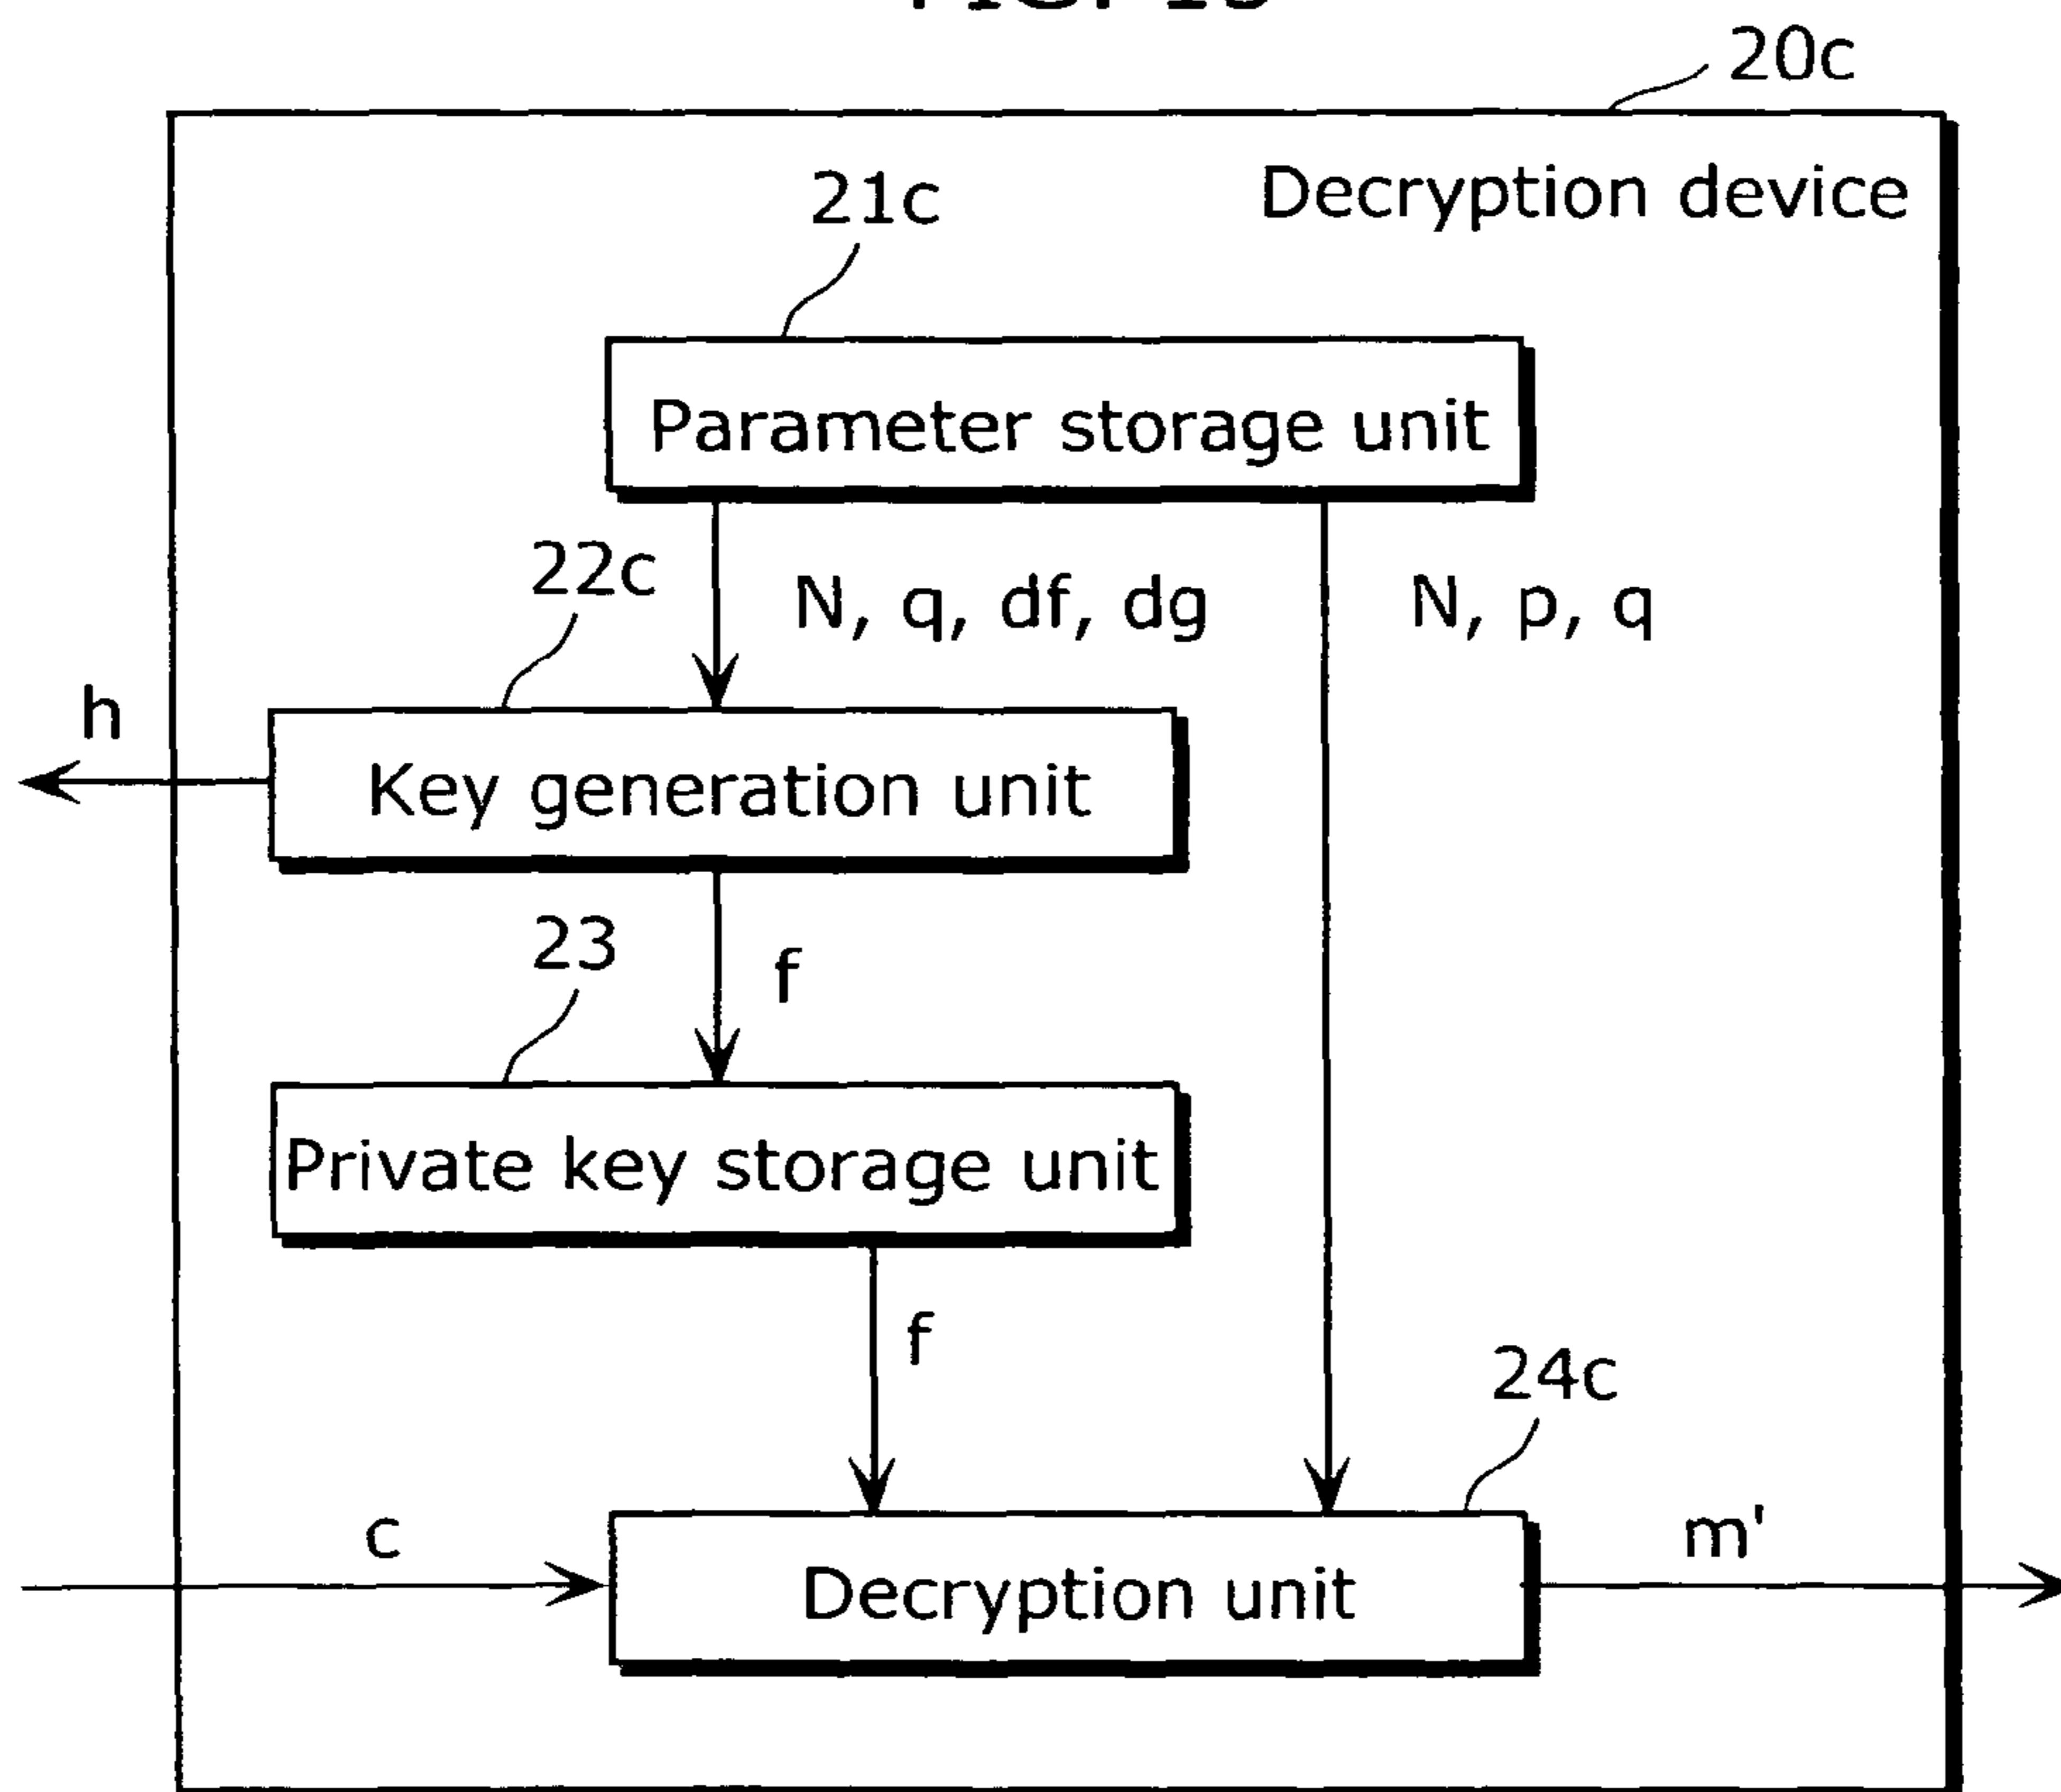 20c
Decryption device
21c
Parameter storage unit
22c
N, q, df, dg
N, p, q
h
Key generation unit
23
f
Private key storage unit
f
24c
c
m'
Decryption unit